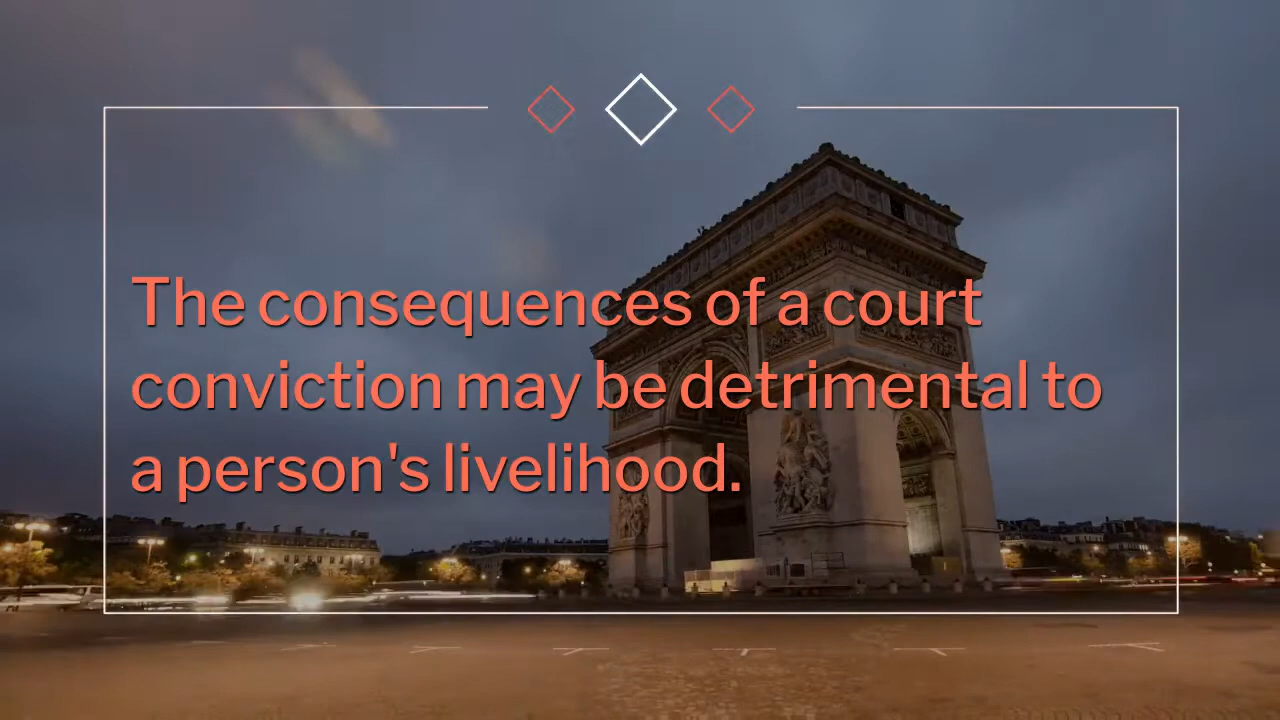 The consequences of a court
conviction may be detrimental to
a person's livelihood.